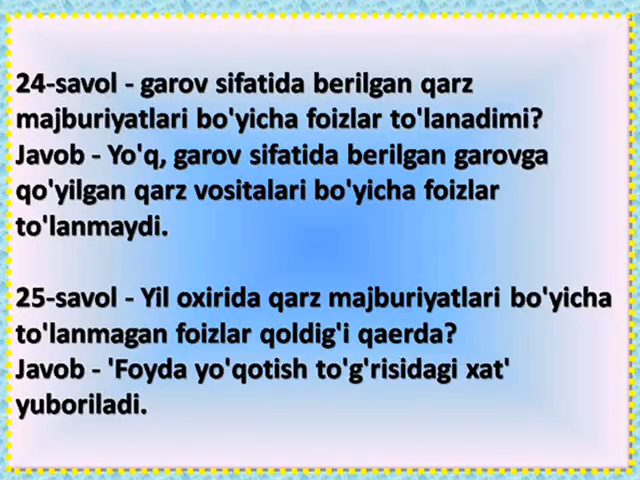 24-savol - garov sifatida berilgan qarz
majburiyatlari bo'yicha foizlar to'lanadimi?
Javob - Yo'q, garov sifatida berilgan garovga
qo'yilgan qarz vositalari bo'yicha foizlar
to'lanmaydi.
25-savol - Yil oxirida qarz majburiyatlari bo'yicha
to'lanmagan foizlar qoldig'i qaerda?
Javob - 'Foyda yo'qotish to'g'risidagi xat'
yuboriladi.